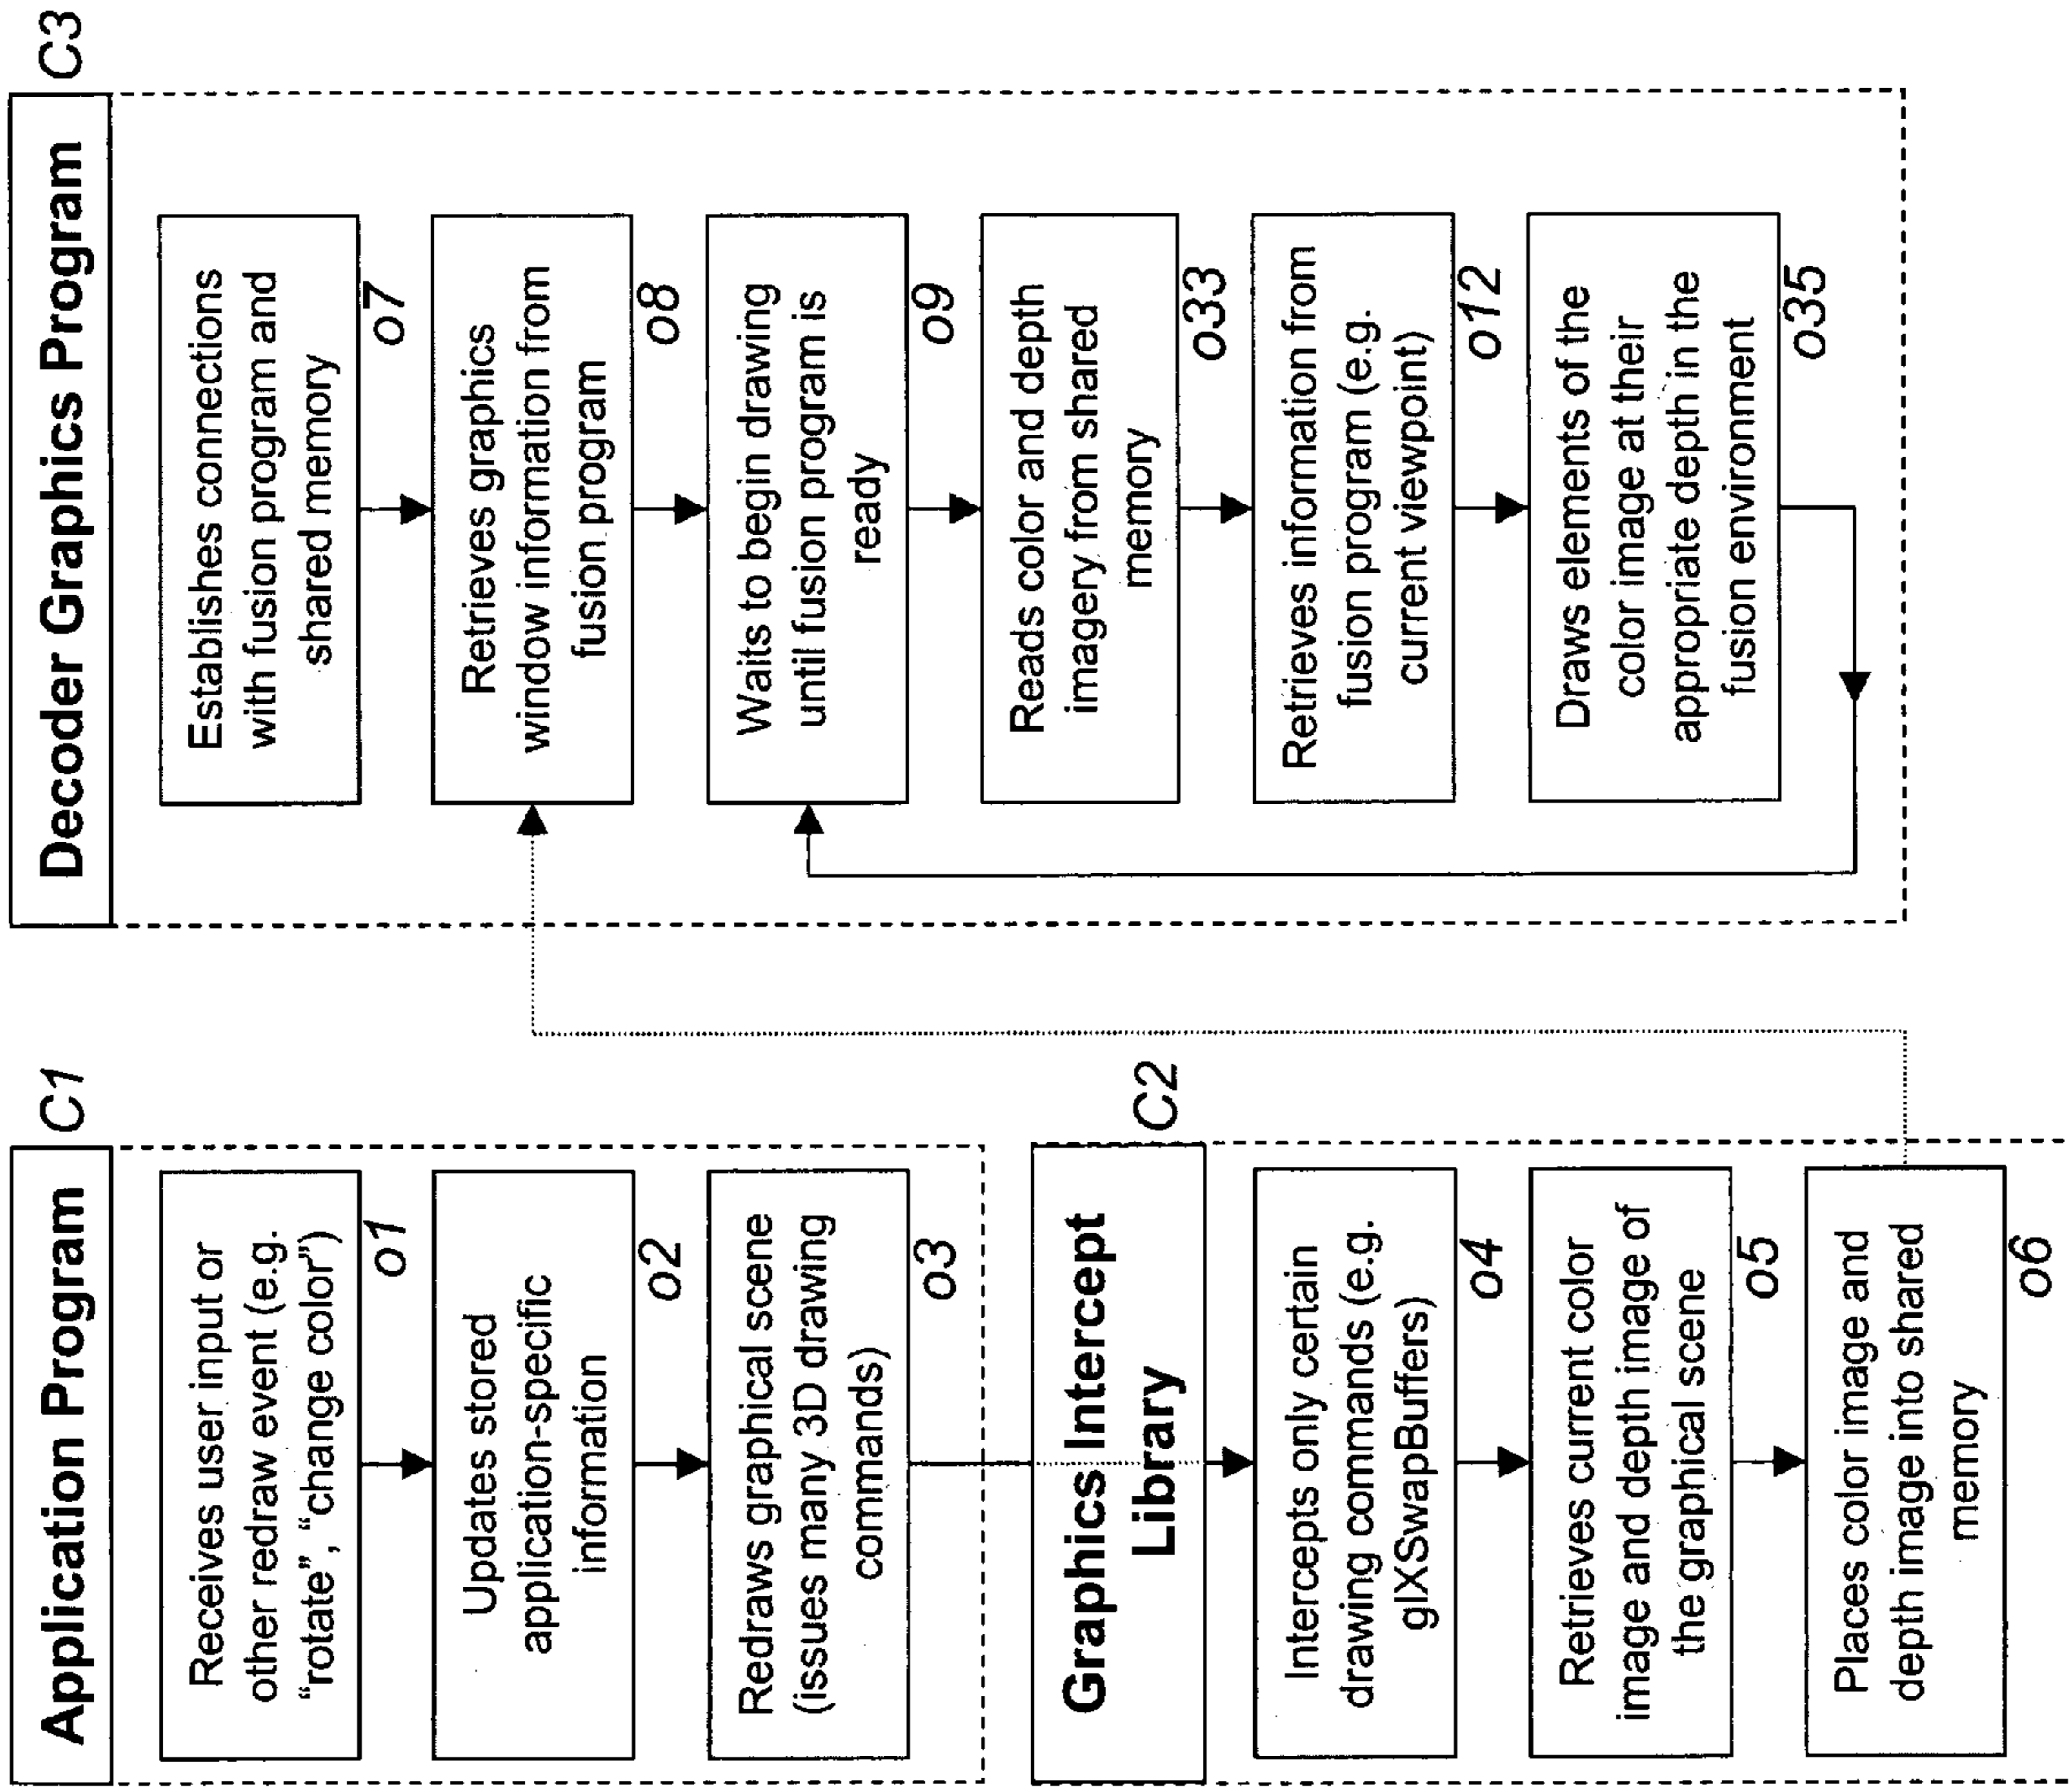 Application Program
C1
Receives user input or
other redraw event (e.g.
“rotate”, “change color”)
o1
Updates stored
application-specific
information
o2
Redraws graphical scene
(issues many 3D drawing
commands)
o3
Graphics Intercept
Library
C2
Intercepts only certain
drawing commands (e.g.
glXSwapBuffers)
o4
Retrieves current color
image and depth image of
the graphical scene
o5
Places color image and
depth image into shared
memory
o6
Decoder Graphics Program
C3
Establishes connections
with fusion program and
shared memory
o7
Retrieves graphics
window information from
fusion program
o8
Waits to begin drawing
until fusion program is
ready
o9
Reads color and depth
imagery from shared
memory
o33
Retrieves information from
fusion program (e.g.
current viewpoint)
o12
Draws elements of the
color image at their
appropriate depth in the
fusion environment
o35